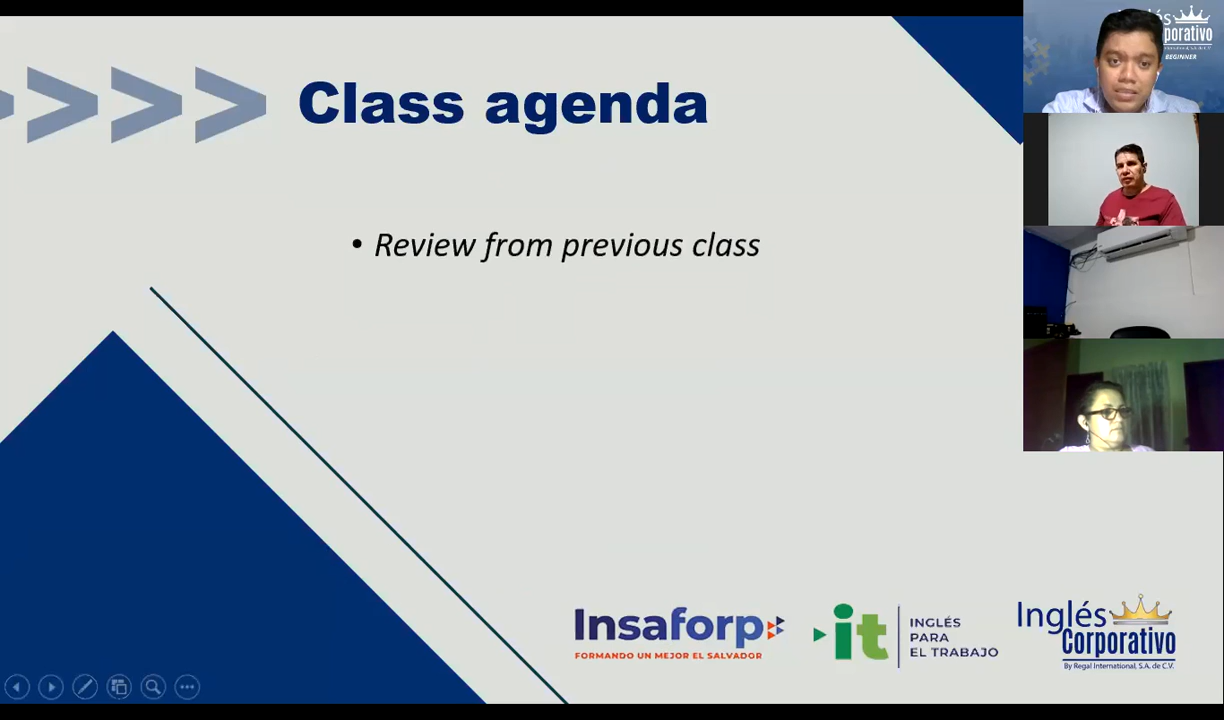 Class agenda
• Review from previous class
Insaforp
FORMANDO UN MEJOR EL SALVADOR
it
INGLÉS
PARA
EL TRABAJO
Inglés
Corporativo
By Regal International, S.A. de C.V.
BEGINNER